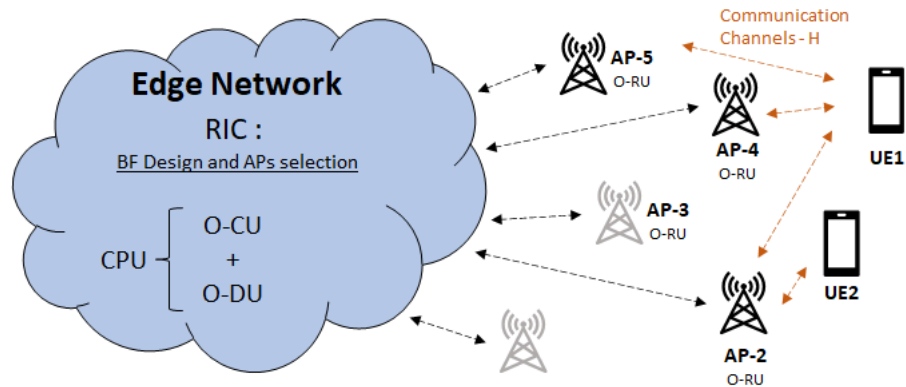 Edge Network
RIC :
BF Design and APs selection
CPU
O-CU
+
O-DU
AP-5
O-RU
Communication
Channels - H
AP-4
O-RU
UE1
AP-3
O-RU
UE2
AP-2
O-RU